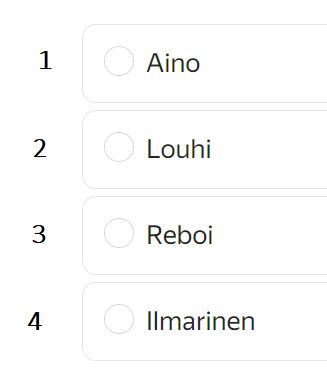 1 Aino
2 Louhi
3 Reboi
4 Ilmarinen